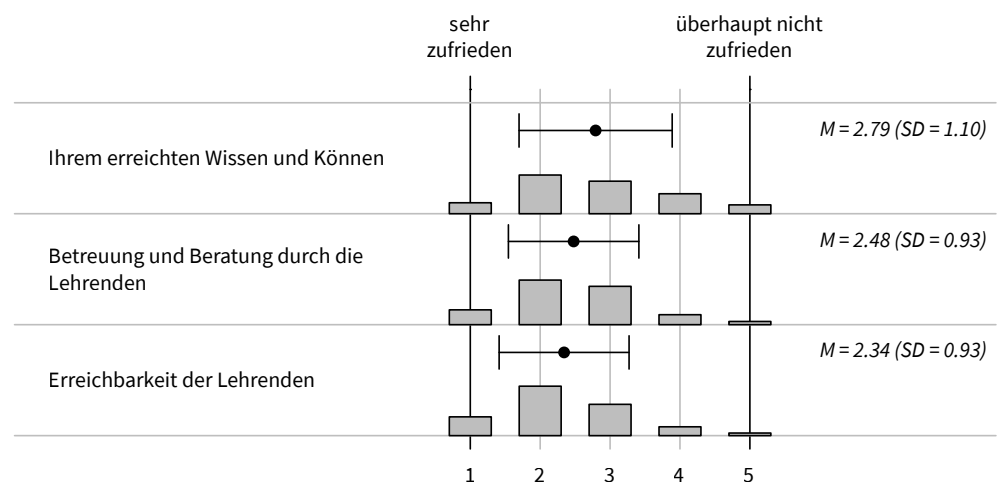 sehr
zufrieden
überhaupt nicht
zufrieden
Ihrem erreichten Wissen und Können
M = 2.79 (SD = 1.10)
Betreuung und Beratung durch die
Lehrenden
M = 2.48 (SD = 0.93)
Erreichbarkeit der Lehrenden
M = 2.34 (SD = 0.93)
1 2 3 4 5